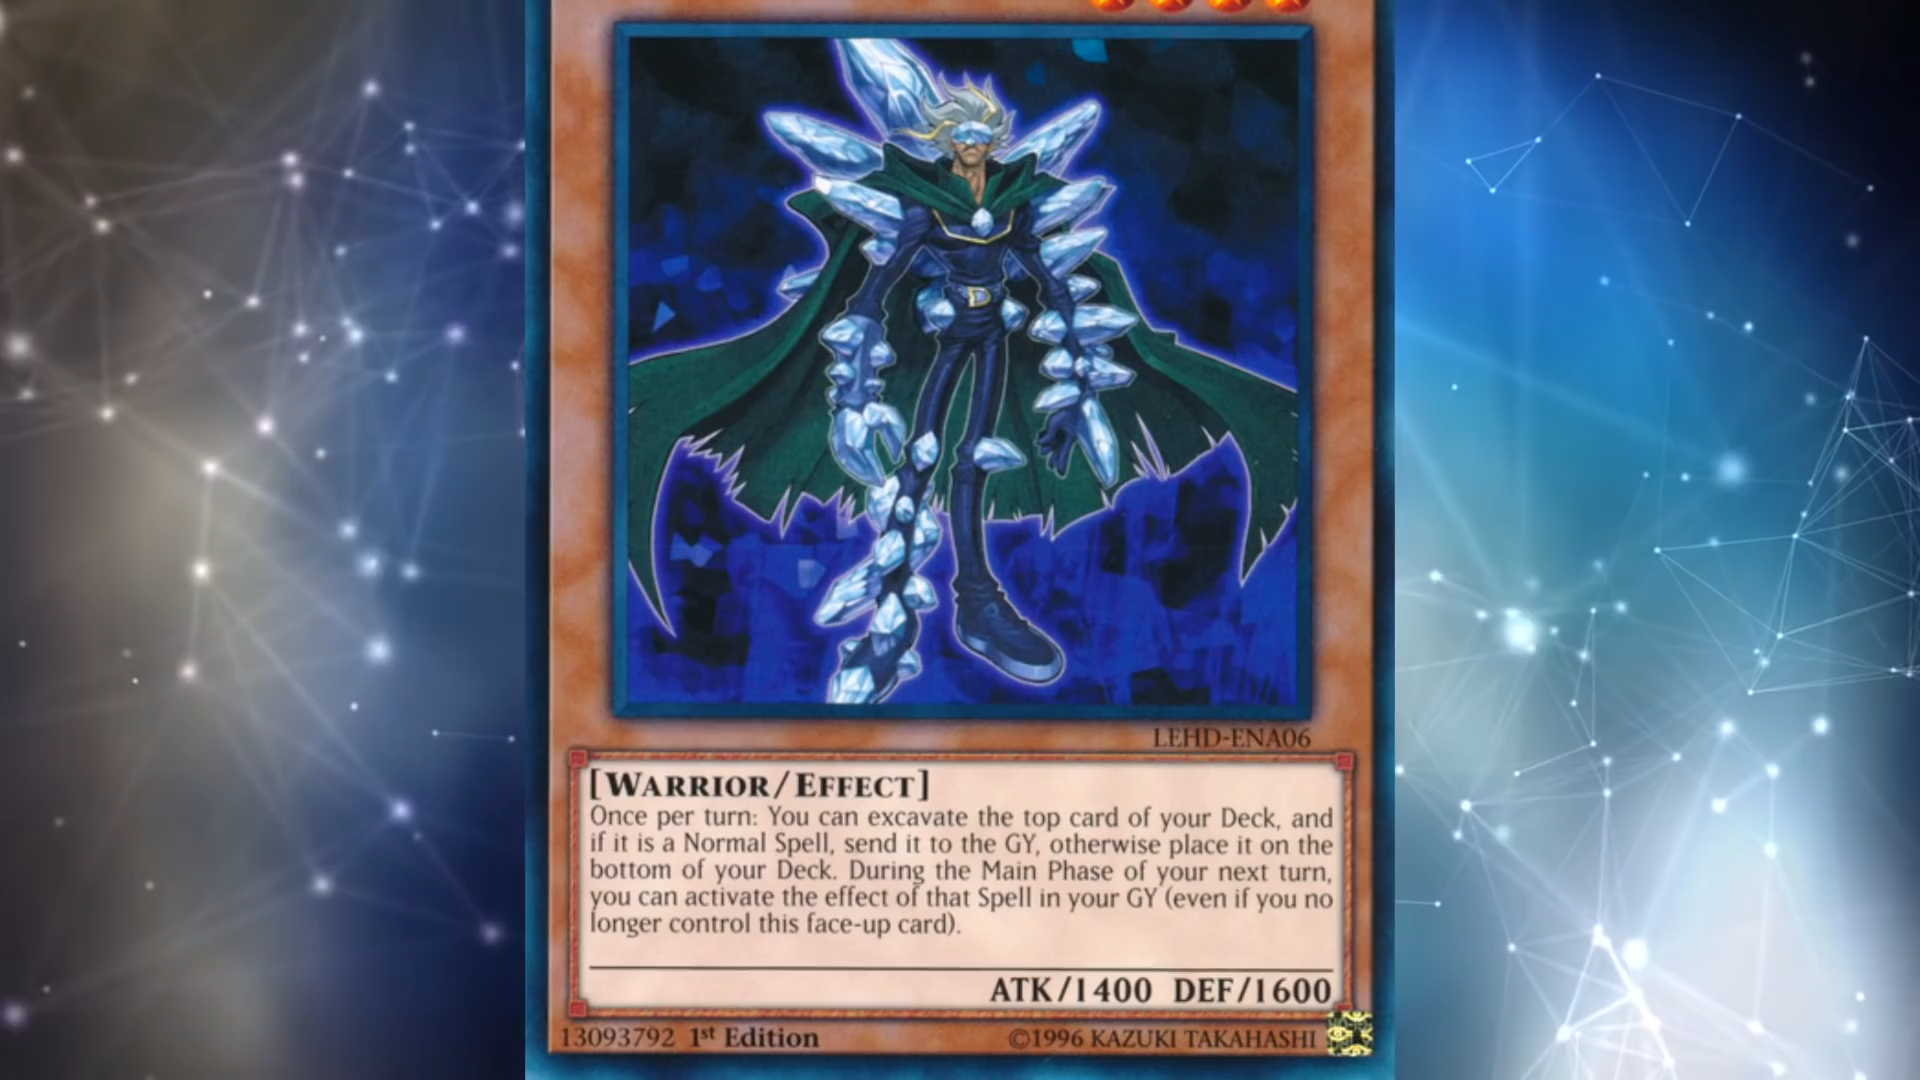 D
LEHD-ENA06
[WARRIOR/EFFECT]
Once per turn: You can excavate the top card of your Deck, and
if it is a Normal Spell, send it to the GY, otherwise place it on the
bottom of your Deck. During the Main Phase of your next turn,
you can activate the effect of that Spell in your GY (even if you no
longer control this face-up card).
ATK/1400 DEF/1600
13093792 1st Edition ©1996 KAZUKI TAKAHASHI